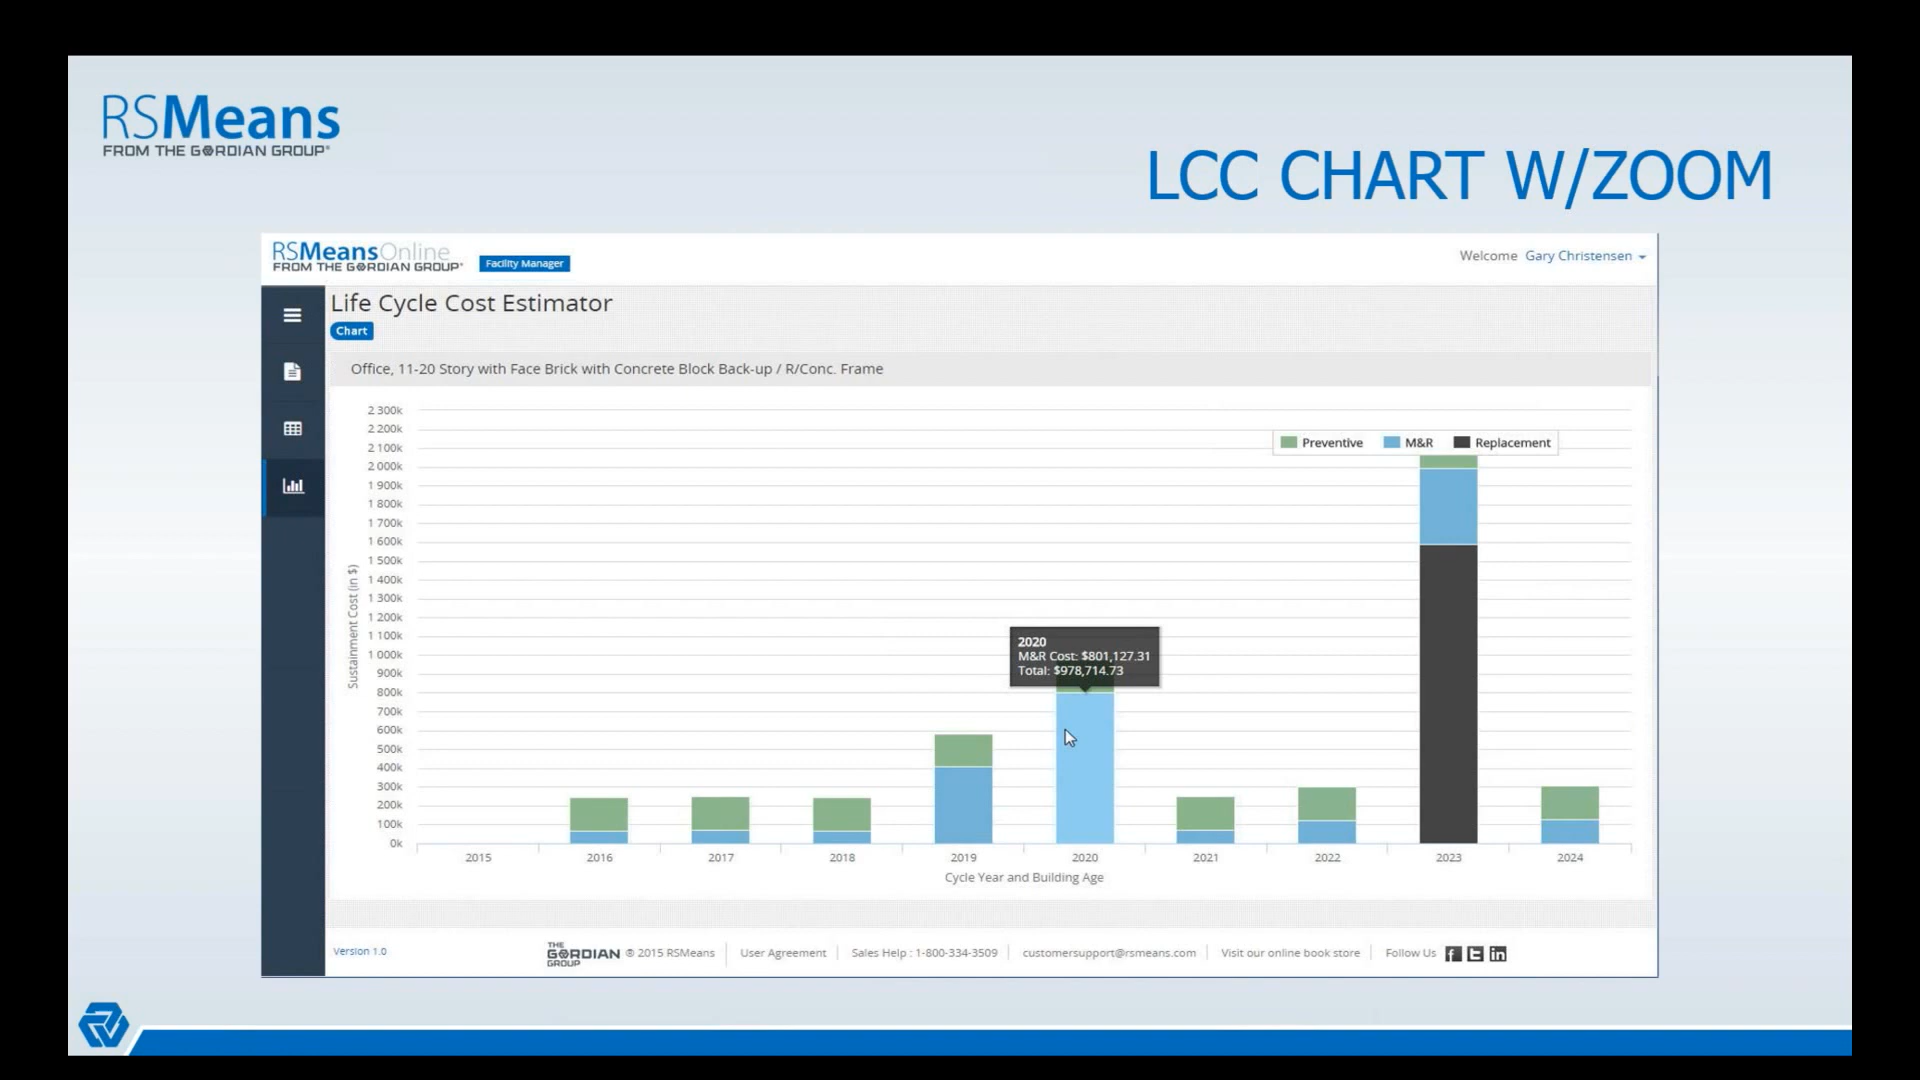 RSMeans
FROM THE GORDIAN GROUP®
LCC CHART W/ZOOM
RSMeansOnline
FROM THE GORDIAN GROUP®
Facility Manager
Welcome Gary Christensen
Life Cycle Cost Estimator
Chart
Office, 11-20 Story with Face Brick with Concrete Block Back-up / R/Conc. Frame
Preventive M&R Replacement
2 300k
2 200k
2 100k
2 000k
1 900k
1 800k
1 700k
1 600k
1 500k
1 400k
1 300k
1 200k
1 100k
1 000k
900k
800k
700k
600k
500k
400k
300k
200k
100k
0k
Sustainment Cost (in $)
2020
M&R Cost: $801,127.31
Total: $978,714.73
2015 2016 2017 2018 2019 2020 2021 2022 2023 2024
Cycle Year and Building Age
Version 1.0
THE GORDIAN GROUP
© 2015 RSMeans
User Agreement
Sales Help : 1-800-334-3509
customersupport@rsmeans.com
Visit our online book store
Follow Us